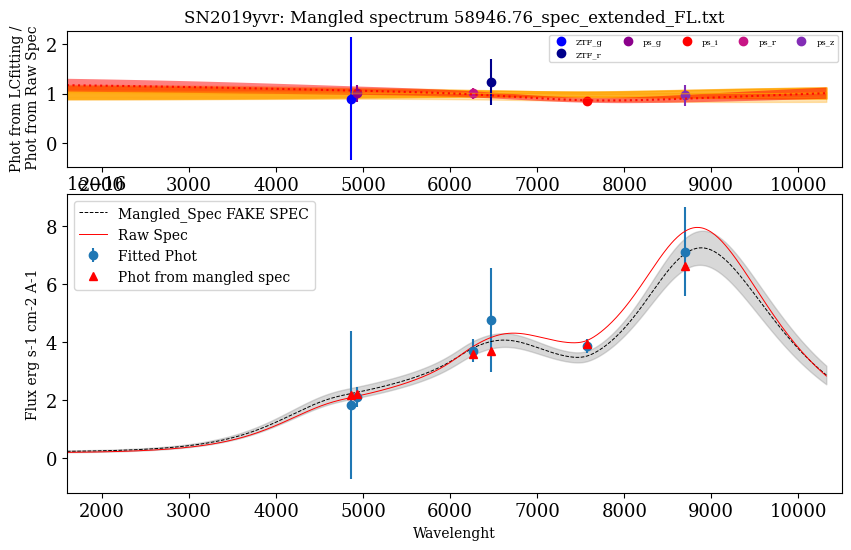 SN2019yvr: Mangled spectrum 58946.76_spec_extended_FL.txt
Phot from LCfitting /
Phot from Raw Spec
2
1
0
ZTF_g
ZTF_r
ps_g
ps_i
ps_r
ps_z
2000 3000 4000 5000 6000 7000 8000 9000 10000
1e−16
Flux erg s-1 cm-2 A-1
8
6
4
2
0
Mangled_Spec FAKE SPEC
Raw Spec
Fitted Phot
Phot from mangled spec
2000 3000 4000 5000 6000 7000 8000 9000 10000
Wavelenght